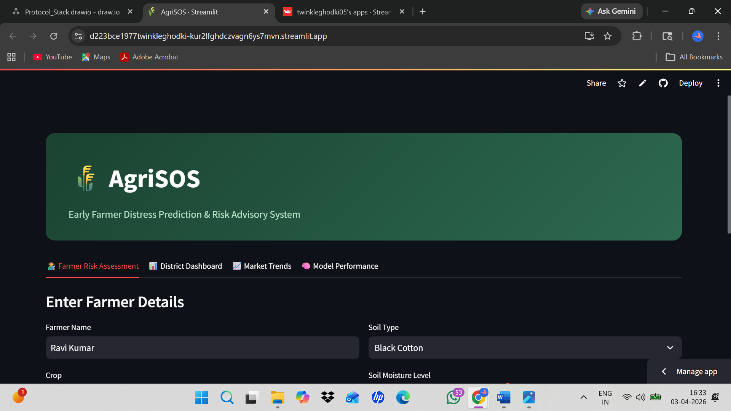 Protocol_Stack.drawio - draw.io
AgriSOS · Streamlit
twinkleghodki05's apps · Stream
Ask Gemini
d223bce1977twinkleghodki-kur2lfghdczvagn6ys7mvn.streamlit.app
YouTube
Maps
Adobe Acrobat
All Bookmarks
Share
Deploy
AgriSOS
Early Farmer Distress Prediction & Risk Advisory System
Farmer Risk Assessment
District Dashboard
Market Trends
Model Performance
Enter Farmer Details
Farmer Name
Soil Type
Ravi Kumar
Black Cotton
Crop
Soil Moisture Level
Manage app
ENG
IN
16:33
03-04-2026